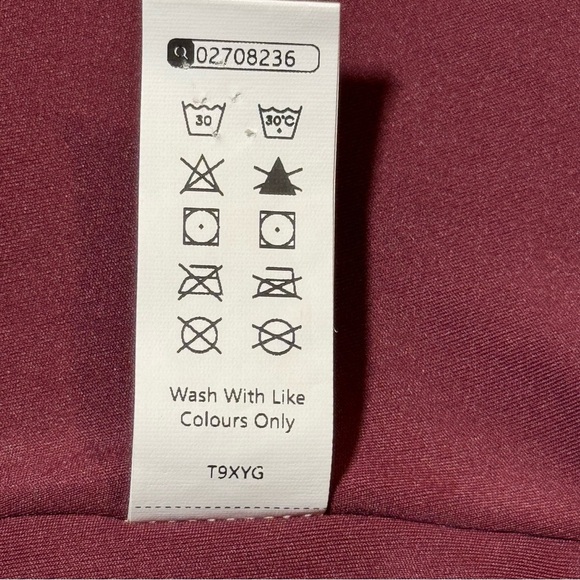 02708236
30 30°C
Wash With Like
Colours Only
T9XYG